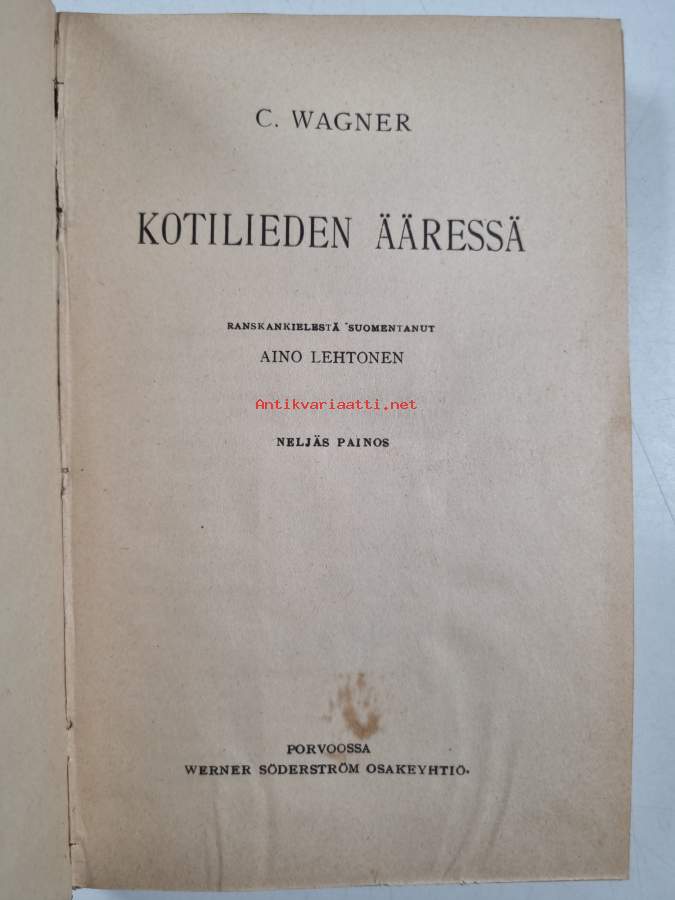 C. WAGNER
KOTILIEDEN ÄÄRESSÄ
RANSKANKIELESTÄ SUOMENTANUT
AINO LEHTONEN
Antikvariaatti.net
NELJÄS PAINOS
PORVOOSSA
WERNER SÖDERSTRÖM OSAKEYHTIÖ.